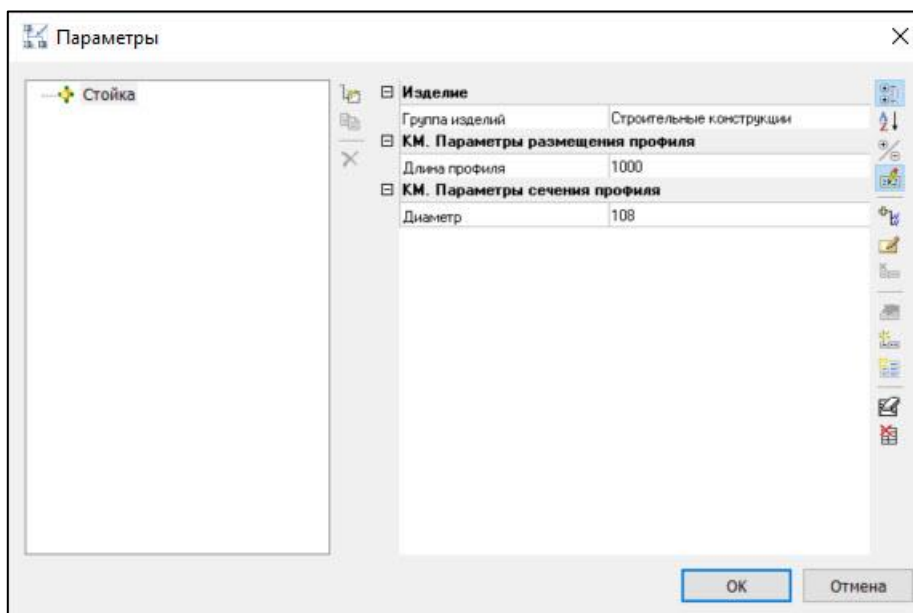 Параметры
Стойка
Изделие
Группа изделий Строительные конструкции
КМ. Параметры размещения профиля
Длина профиля 1000
КМ. Параметры сечения профиля
Диаметр 108
ОК Отмена